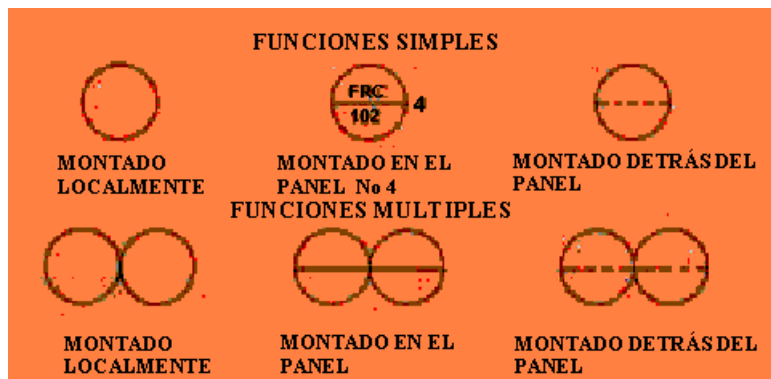 FUNCIONES SIMPLES
FRC
102
4
MONTADO
LOCALMENTE
MONTADO EN EL
PANEL No 4
MONTADO DETRÁS DEL
PANEL
FUNCIONES MULTIPLES
MONTADO
LOCALMENTE
MONTADO EN EL
PANEL
MONTADO DETRÁS DEL
PANEL